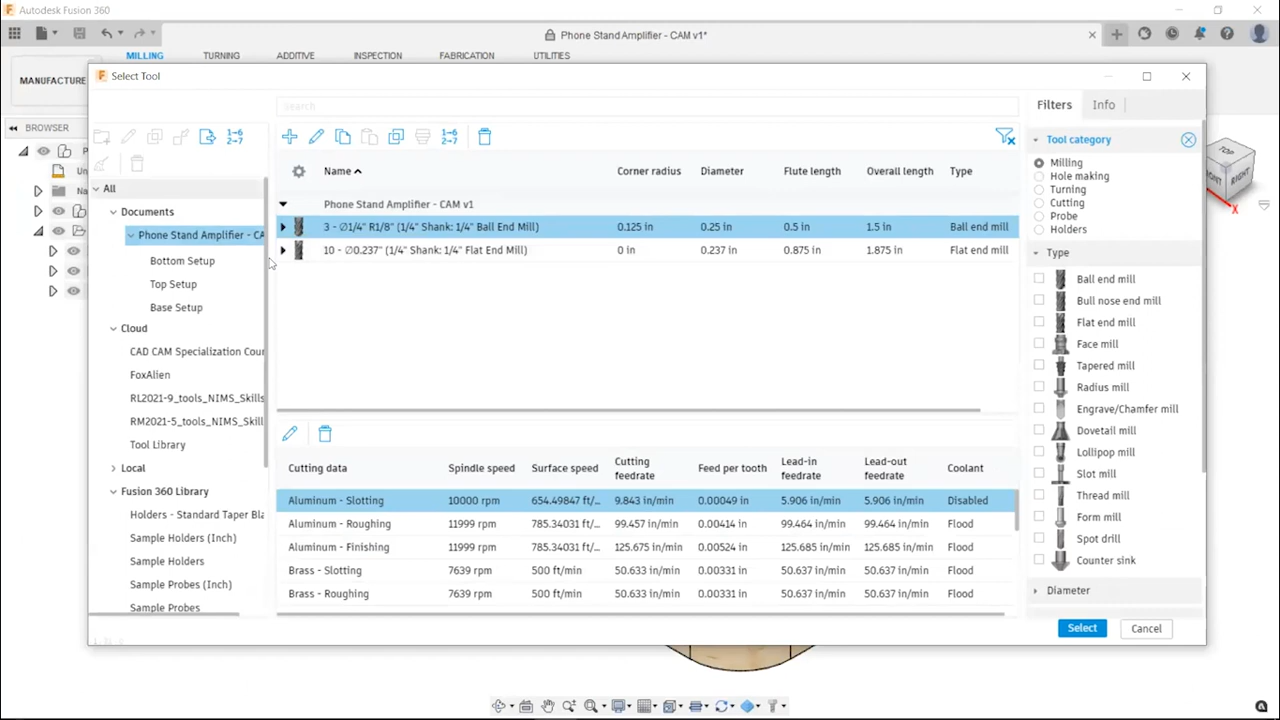 Autodesk Fusion 360
Phone Stand Amplifier - CAM v1*
MILLING TURNING ADDITIVE INSPECTION FABRICATION UTILITIES
MANUFACTURE
Select Tool
BROWSER
Search
Filters Info
1→6
2→7
1→6
2→7
Tool category
Milling
Hole making
Turning
Cutting
Probe
Holders
Type
Ball end mill
Bull nose end mill
Flat end mill
Face mill
Tapered mill
Radius mill
Engrave/Chamfer mill
Dovetail mill
Lollipop mill
Slot mill
Thread mill
Form mill
Spot drill
Counter sink
Diameter
All
Documents
Phone Stand Amplifier - CA
Bottom Setup
Top Setup
Base Setup
Cloud
CAD CAM Specialization Cour
FoxAlien
RL2021-9_tools_NIMS_Skills
RM2021-5_tools_NIMS_Skill
Tool Library
Local
Fusion 360 Library
Holders - Standard Taper Bla
Sample Holders (Inch)
Sample Holders
Sample Probes (Inch)
Sample Probes
Name Corner radius Diameter Flute length Overall length Type
Phone Stand Amplifier - CAM v1
3 - ∅1/4" R1/8" (1/4" Shank: 1/4" Ball End Mill) 0.125 in 0.25 in 0.5 in 1.5 in Ball end mill
10 - ∅0.237" (1/4" Shank: 1/4" Flat End Mill) 0 in 0.237 in 0.875 in 1.875 in Flat end mill
Cutting data Spindle speed Surface speed Cutting feedrate Feed per tooth Lead-in feedrate Lead-out feedrate Coolant
Aluminum - Slotting 10000 rpm 654.49847 ft/... 9.843 in/min 0.00049 in 5.906 in/min 5.906 in/min Disabled
Aluminum - Roughing 11999 rpm 785.34031 ft/... 99.457 in/min 0.00414 in 99.464 in/min 99.464 in/min Flood
Aluminum - Finishing 11999 rpm 785.34031 ft/... 125.675 in/min 0.00524 in 125.685 in/min 125.685 in/min Flood
Brass - Slotting 7639 rpm 500 ft/min 50.633 in/min 0.00331 in 50.637 in/min 50.637 in/min Flood
Brass - Roughing 7639 rpm 500 ft/min 50.633 in/min 0.00331 in 50.637 in/min 50.637 in/min Flood
Select Cancel
TOP
FRONT
RIGHT
X